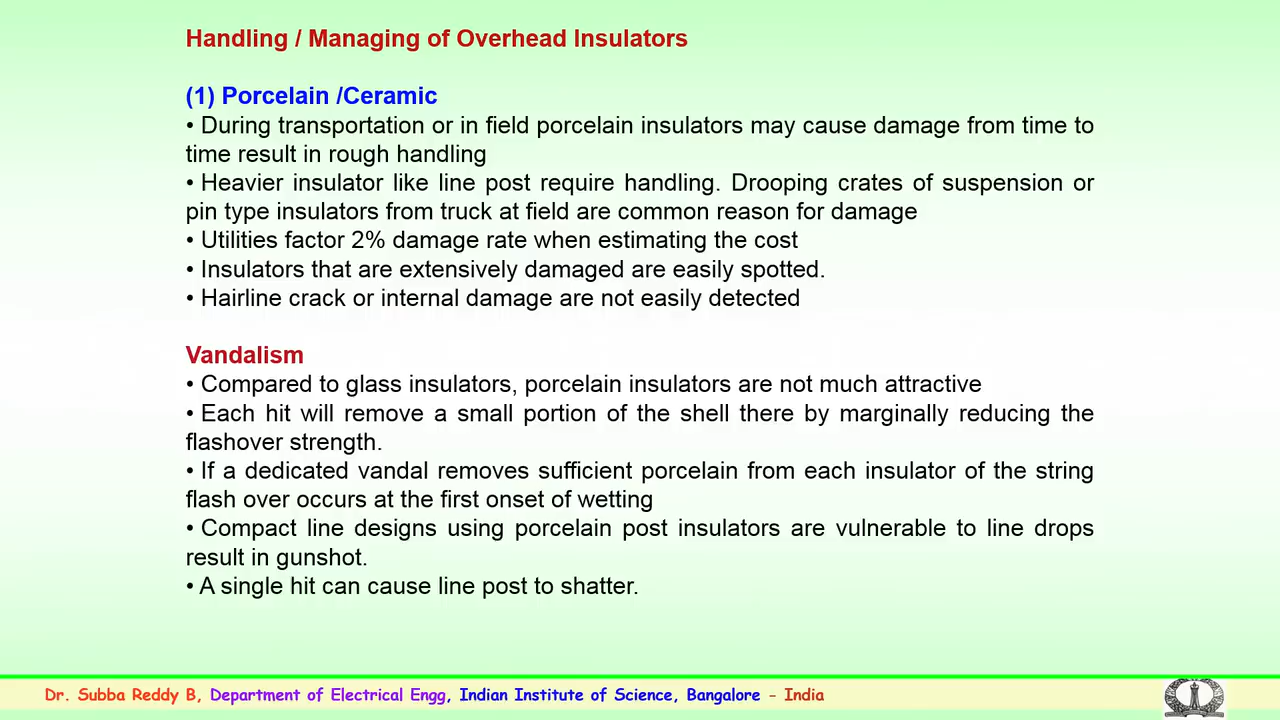 Handling / Managing of Overhead Insulators
(1) Porcelain /Ceramic
• During transportation or in field porcelain insulators may cause damage from time to
time result in rough handling
• Heavier insulator like line post require handling. Drooping crates of suspension or
pin type insulators from truck at field are common reason for damage
• Utilities factor 2% damage rate when estimating the cost
• Insulators that are extensively damaged are easily spotted.
• Hairline crack or internal damage are not easily detected
Vandalism
• Compared to glass insulators, porcelain insulators are not much attractive
• Each hit will remove a small portion of the shell there by marginally reducing the
flashover strength.
• If a dedicated vandal removes sufficient porcelain from each insulator of the string
flash over occurs at the first onset of wetting
• Compact line designs using porcelain post insulators are vulnerable to line drops
result in gunshot.
• A single hit can cause line post to shatter.
Dr. Subba Reddy B, Department of Electrical Engg, Indian Institute of Science, Bangalore - India